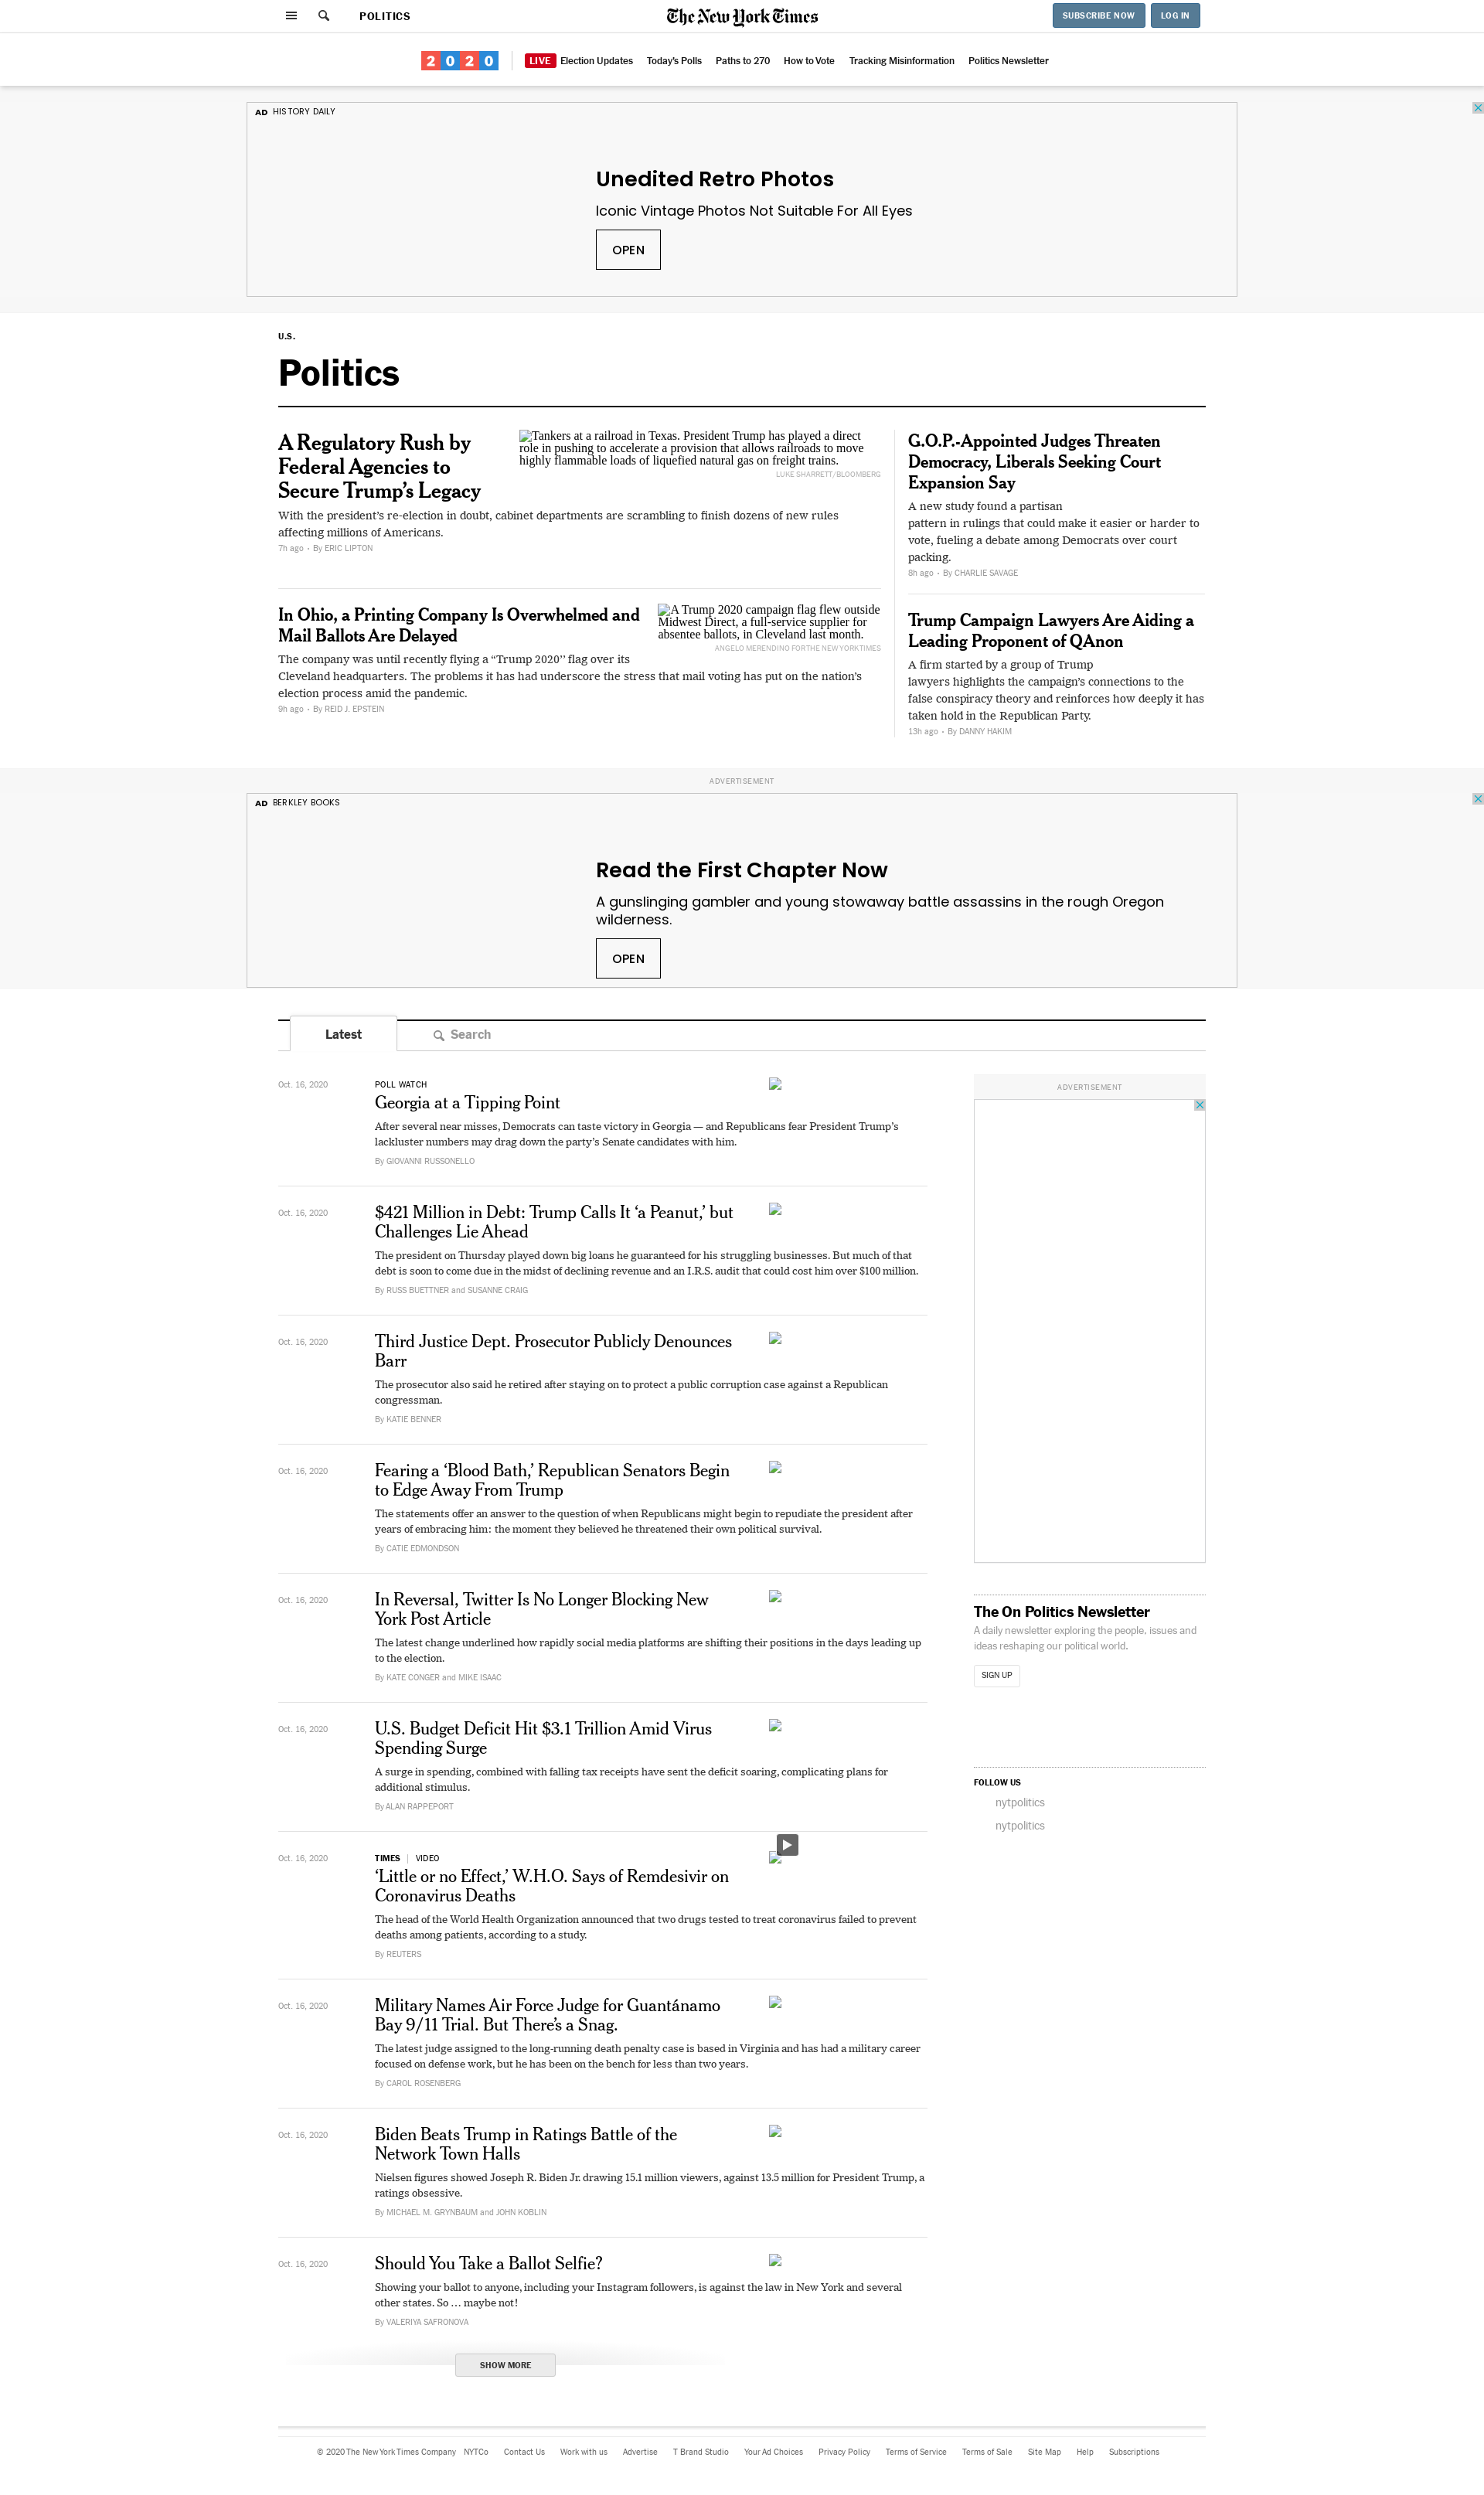 POLITICS
The New York Times
SUBSCRIBE NOW
LOG IN
2020
LIVE Election Updates
Today's Polls
Paths to 270
How to Vote
Tracking Misinformation
Politics Newsletter
AD HISTORY DAILY
Unedited Retro Photos
Iconic Vintage Photos Not Suitable For All Eyes
OPEN
U.S.
Politics
A Regulatory Rush by
Federal Agencies to
Secure Trump’s Legacy
Tankers at a railroad in Texas. President Trump has played a direct
role in pushing to accelerate a provision that allows railroads to move
highly flammable loads of liquefied natural gas on freight trains.
LUKE SHARRETT/BLOOMBERG
With the president’s re-election in doubt, cabinet departments are scrambling to finish dozens of new rules
affecting millions of Americans.
7h ago • By ERIC LIPTON
In Ohio, a Printing Company Is Overwhelmed and
Mail Ballots Are Delayed
A Trump 2020 campaign flag flew outside
Midwest Direct, a full-service supplier for
absentee ballots, in Cleveland last month.
ANGELO MERENDINO FOR THE NEW YORK TIMES
The company was until recently flying a “Trump 2020’’ flag over its
Cleveland headquarters. The problems it has had underscore the stress that mail voting has put on the nation’s
election process amid the pandemic.
9h ago • By REID J. EPSTEIN
G.O.P.-Appointed Judges Threaten
Democracy, Liberals Seeking Court
Expansion Say
A new study found a partisan
pattern in rulings that could make it easier or harder to
vote, fueling a debate among Democrats over court
packing.
8h ago • By CHARLIE SAVAGE
Trump Campaign Lawyers Are Aiding a
Leading Proponent of QAnon
A firm started by a group of Trump
lawyers highlights the campaign’s connections to the
false conspiracy theory and reinforces how deeply it has
taken hold in the Republican Party.
13h ago • By DANNY HAKIM
ADVERTISEMENT
AD BERKLEY BOOKS
Read the First Chapter Now
A gunslinging gambler and young stowaway battle assassins in the rough Oregon
wilderness.
OPEN
Latest
Search
Oct. 16, 2020
POLL WATCH
Georgia at a Tipping Point
After several near misses, Democrats can taste victory in Georgia — and Republicans fear President Trump’s
lackluster numbers may drag down the party’s Senate candidates with him.
By GIOVANNI RUSSONELLO
Oct. 16, 2020
$421 Million in Debt: Trump Calls It ‘a Peanut,’ but
Challenges Lie Ahead
The president on Thursday played down big loans he guaranteed for his struggling businesses. But much of that
debt is soon to come due in the midst of declining revenue and an I.R.S. audit that could cost him over $100 million.
By RUSS BUETTNER and SUSANNE CRAIG
Oct. 16, 2020
Third Justice Dept. Prosecutor Publicly Denounces
Barr
The prosecutor also said he retired after staying on to protect a public corruption case against a Republican
congressman.
By KATIE BENNER
Oct. 16, 2020
Fearing a ‘Blood Bath,’ Republican Senators Begin
to Edge Away From Trump
The statements offer an answer to the question of when Republicans might begin to repudiate the president after
years of embracing him: the moment they believed he threatened their own political survival.
By CATIE EDMONDSON
Oct. 16, 2020
In Reversal, Twitter Is No Longer Blocking New
York Post Article
The latest change underlined how rapidly social media platforms are shifting their positions in the days leading up
to the election.
By KATE CONGER and MIKE ISAAC
Oct. 16, 2020
U.S. Budget Deficit Hit $3.1 Trillion Amid Virus
Spending Surge
A surge in spending, combined with falling tax receipts have sent the deficit soaring, complicating plans for
additional stimulus.
By ALAN RAPPEPORT
Oct. 16, 2020
TIMES | VIDEO
‘Little or no Effect,’ W.H.O. Says of Remdesivir on
Coronavirus Deaths
The head of the World Health Organization announced that two drugs tested to treat coronavirus failed to prevent
deaths among patients, according to a study.
By REUTERS
Oct. 16, 2020
Military Names Air Force Judge for Guantánamo
Bay 9/11 Trial. But There’s a Snag.
The latest judge assigned to the long-running death penalty case is based in Virginia and has had a military career
focused on defense work, but he has been on the bench for less than two years.
By CAROL ROSENBERG
Oct. 16, 2020
Biden Beats Trump in Ratings Battle of the
Network Town Halls
Nielsen figures showed Joseph R. Biden Jr. drawing 15.1 million viewers, against 13.5 million for President Trump, a
ratings obsessive.
By MICHAEL M. GRYNBAUM and JOHN KOBLIN
Oct. 16, 2020
Should You Take a Ballot Selfie?
Showing your ballot to anyone, including your Instagram followers, is against the law in New York and several
other states. So … maybe not!
By VALERIYA SAFRONOVA
SHOW MORE
ADVERTISEMENT
The On Politics Newsletter
A daily newsletter exploring the people, issues and
ideas reshaping our political world.
SIGN UP
FOLLOW US
nytpolitics
nytpolitics
© 2020 The New York Times Company
NYTCo
Contact Us
Work with us
Advertise
T Brand Studio
Your Ad Choices
Privacy Policy
Terms of Service
Terms of Sale
Site Map
Help
Subscriptions